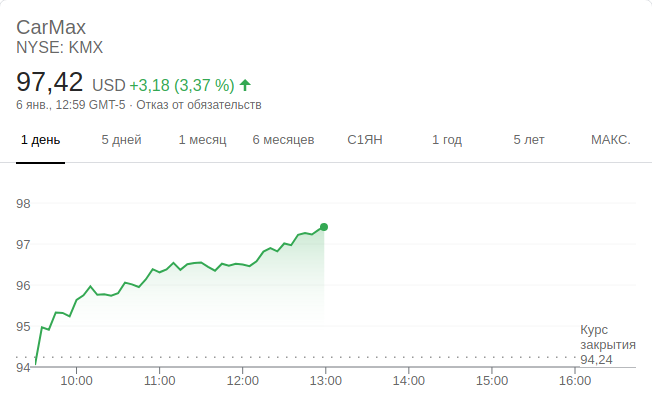 CarMax
NYSE: KMX
97,42 USD +3,18 (3,37 %)
6 янв., 12:59 GMT-5 · Отказ от обязательств
1 день 5 дней 1 месяц 6 месяцев С1ЯН 1 год 5 лет МАКС.
98
97
96
95
Курс
закрытия
94,24
94
10:00 11:00 12:00 13:00 14:00 15:00 16:00